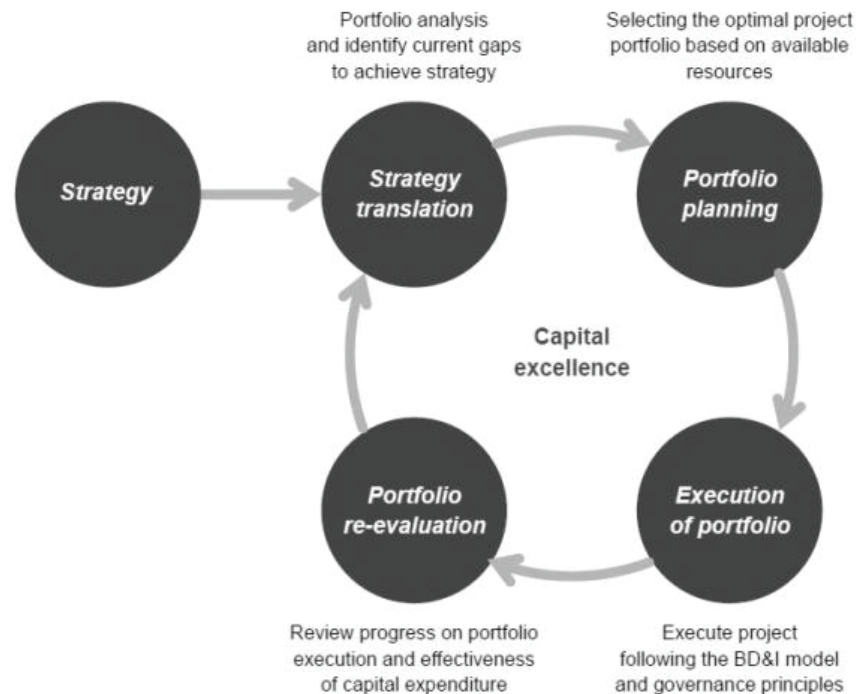 Portfolio analysis
and identify current gaps
to achieve strategy
Selecting the optimal project
portfolio based on available
resources
Strategy
Strategy
translation
Portfolio
planning
Capital
excellence
Portfolio
re-evaluation
Execution
of portfolio
Review progress on portfolio
execution and effectiveness
of capital expenditure
Execute project
following the BD&I model
and governance principles